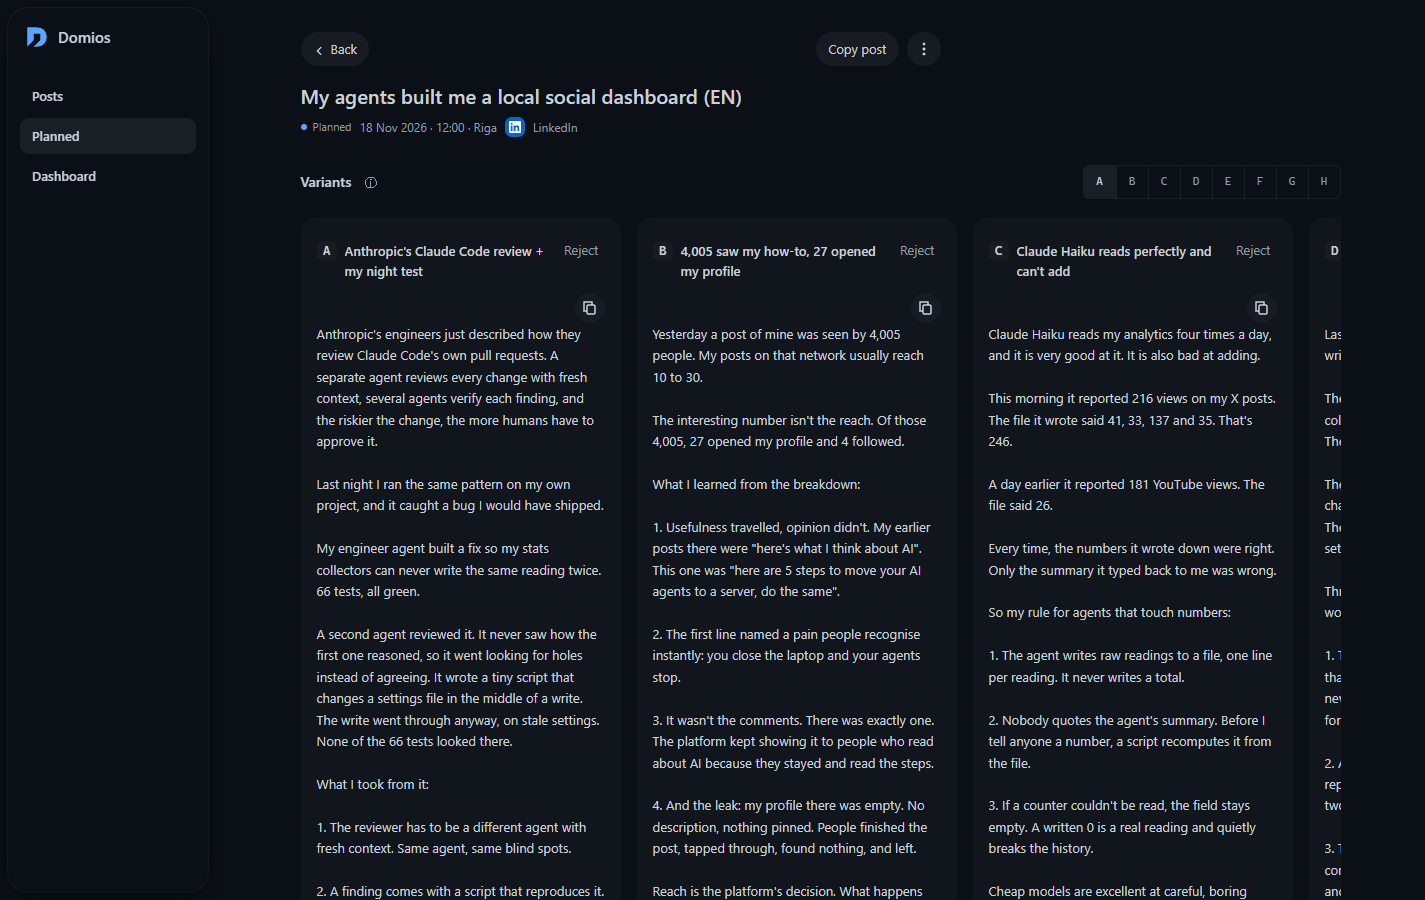 Domios
Posts
Planned
Dashboard
Back
Copy post
My agents built me a local social dashboard (EN)
Planned 18 Nov 2026 · 12:00 · Riga LinkedIn
Variants
A B C D E F G H
A Anthropic's Claude Code review +
my night test
Reject
Anthropic's engineers just described how they
review Claude Code's own pull requests. A
separate agent reviews every change with fresh
context, several agents verify each finding, and
the riskier the change, the more humans have to
approve it.
Last night I ran the same pattern on my own
project, and it caught a bug I would have shipped.
My engineer agent built a fix so my stats
collectors can never write the same reading twice.
66 tests, all green.
A second agent reviewed it. It never saw how the
first one reasoned, so it went looking for holes
instead of agreeing. It wrote a tiny script that
changes a settings file in the middle of a write.
The write went through anyway, on stale settings.
None of the 66 tests looked there.
What I took from it:
1. The reviewer has to be a different agent with
fresh context. Same agent, same blind spots.
2. A finding comes with a script that reproduces it.
B 4,005 saw my how-to, 27 opened
my profile
Reject
Yesterday a post of mine was seen by 4,005
people. My posts on that network usually reach
10 to 30.
The interesting number isn't the reach. Of those
4,005, 27 opened my profile and 4 followed.
What I learned from the breakdown:
1. Usefulness travelled, opinion didn't. My earlier
posts there were "here's what I think about AI".
This one was "here are 5 steps to move your AI
agents to a server, do the same".
2. The first line named a pain people recognise
instantly: you close the laptop and your agents
stop.
3. It wasn't the comments. There was exactly one.
The platform kept showing it to people who read
about AI because they stayed and read the steps.
4. And the leak: my profile there was empty. No
description, nothing pinned. People finished the
post, tapped through, found nothing, and left.
Reach is the platform's decision. What happens
C Claude Haiku reads perfectly and
can't add
Reject
Claude Haiku reads my analytics four times a day,
and it is very good at it. It is also bad at adding.
This morning it reported 216 views on my X posts.
The file it wrote said 41, 33, 137 and 35. That's
246.
A day earlier it reported 181 YouTube views. The
file said 26.
Every time, the numbers it wrote down were right.
Only the summary it typed back to me was wrong.
So my rule for agents that touch numbers:
1. The agent writes raw readings to a file, one line
per reading. It never writes a total.
2. Nobody quotes the agent's summary. Before I
tell anyone a number, a script recomputes it from
the file.
3. If a counter couldn't be read, the field stays
empty. A written 0 is a real reading and quietly
breaks the history.
Cheap models are excellent at careful, boring
D